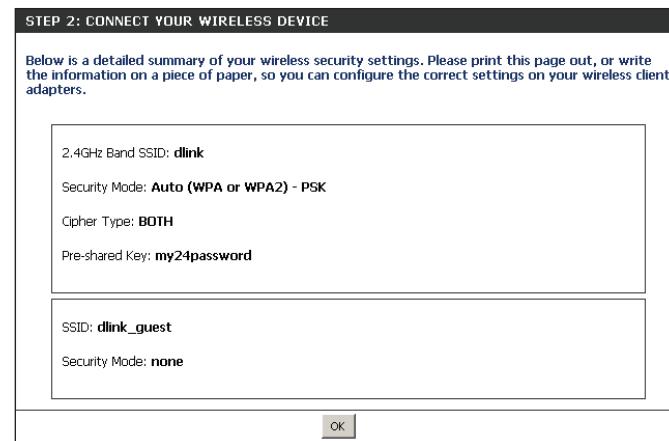 STEP 2: CONNECT YOUR WIRELESS DEVICE
Below is a detailed summary of your wireless security settings. Please print this page out, or write
the information on a piece of paper, so you can configure the correct settings on your wireless client
adapters.
2.4GHz Band SSID: dlink
Security Mode: Auto (WPA or WPA2) - PSK
Cipher Type: BOTH
Pre-shared Key: my24password
SSID: dlink_guest
Security Mode: none
OK